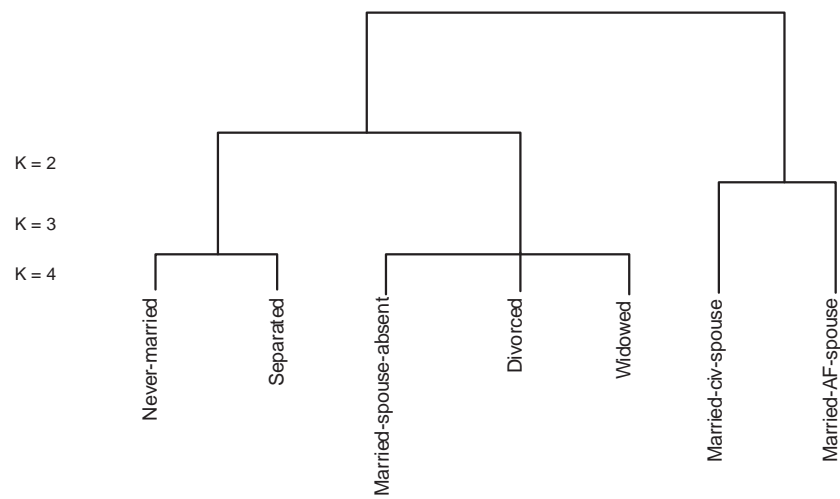 K = 2
K = 3
K = 4
Never-married
Separated
Married-spouse-absent
Divorced
Widowed
Married-civ-spouse
Married-AF-spouse